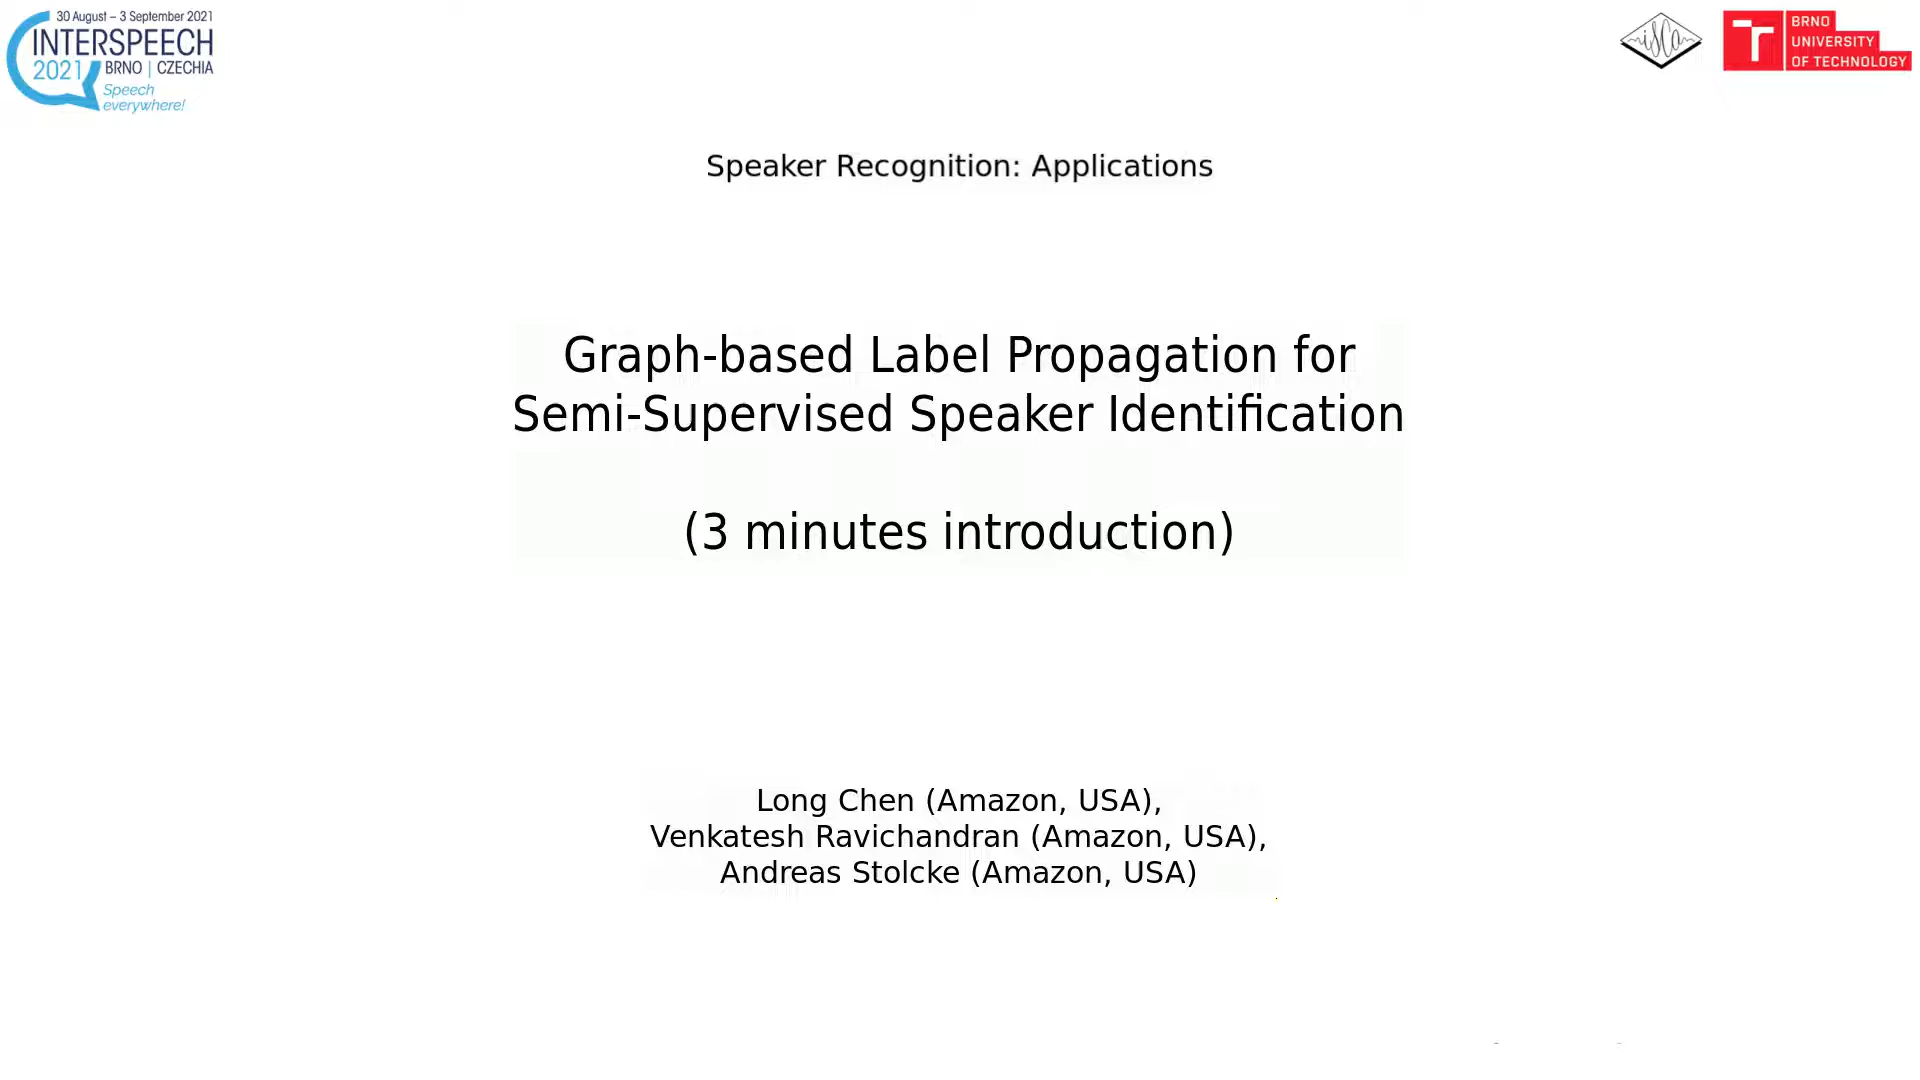 30 August – 3 September 2021
INTERSPEECH
2021 BRNO | CZECHIA
Speech
everywhere!
isca
BRNO
UNIVERSITY
OF TECHNOLOGY
Speaker Recognition: Applications
Graph-based Label Propagation for
Semi-Supervised Speaker Identification
(3 minutes introduction)
Long Chen (Amazon, USA),
Venkatesh Ravichandran (Amazon, USA),
Andreas Stolcke (Amazon, USA)